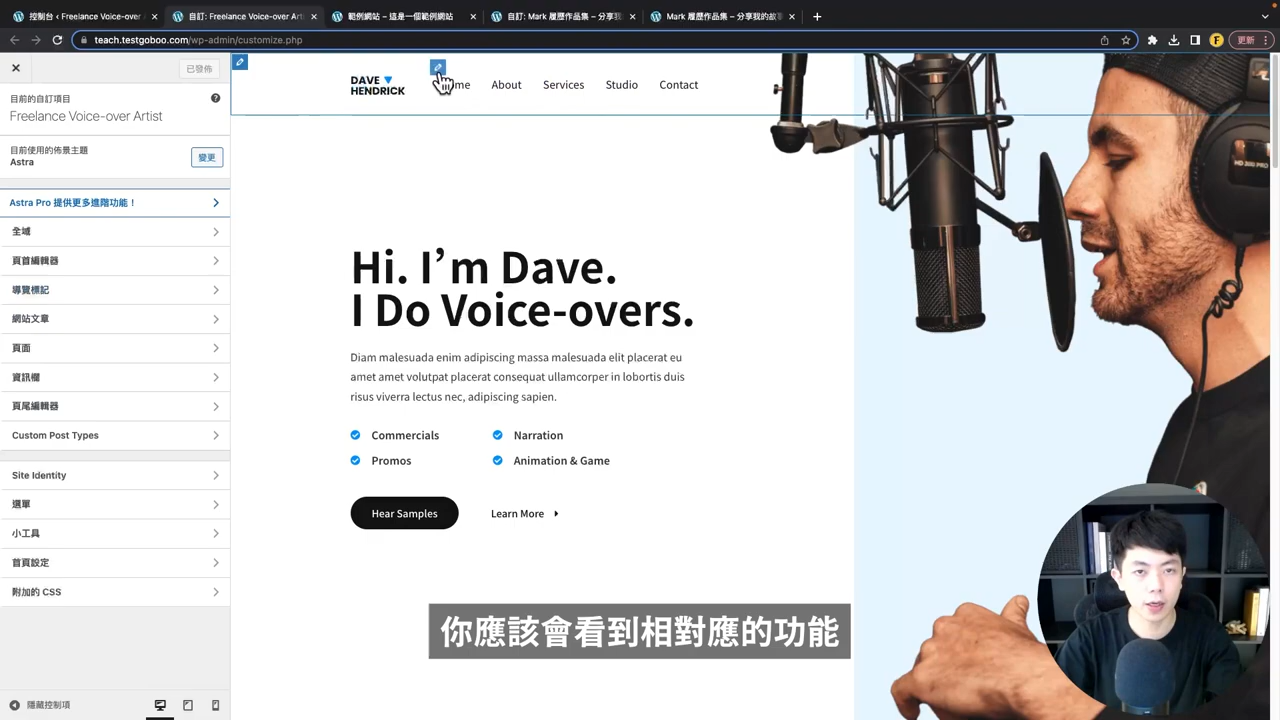 控制台 ‹ Freelance Voice-over A
自訂: Freelance Voice-over Arti
範例網站 – 這是一個範例網站
自訂: Mark 履歷作品集 – 分享我
Mark 履歷作品集 – 分享我的故事
teach.testgoboo.com/wp-admin/customize.php
更新
已發佈
目前的自訂項目
Freelance Voice-over Artist
目前使用的佈景主題
Astra
變更
Astra Pro 提供更多進階功能！
全域
頁首編輯器
導覽標記
網站文章
頁面
資訊欄
頁尾編輯器
Custom Post Types
Site Identity
選單
小工具
首頁設定
附加的 CSS
隱藏控制項
DAVE
HENDRICK
me
About
Services
Studio
Contact
Hi. I’m Dave.
I Do Voice-overs.
Diam malesuada enim adipiscing massa malesuada elit placerat eu
amet amet volutpat placerat consequat ullamcorper in lobortis duis
risus viverra lectus nec, adipiscing sapien.
Commercials
Narration
Promos
Animation & Game
Hear Samples
Learn More
MD 200 PRO
你應該會看到相對應的功能